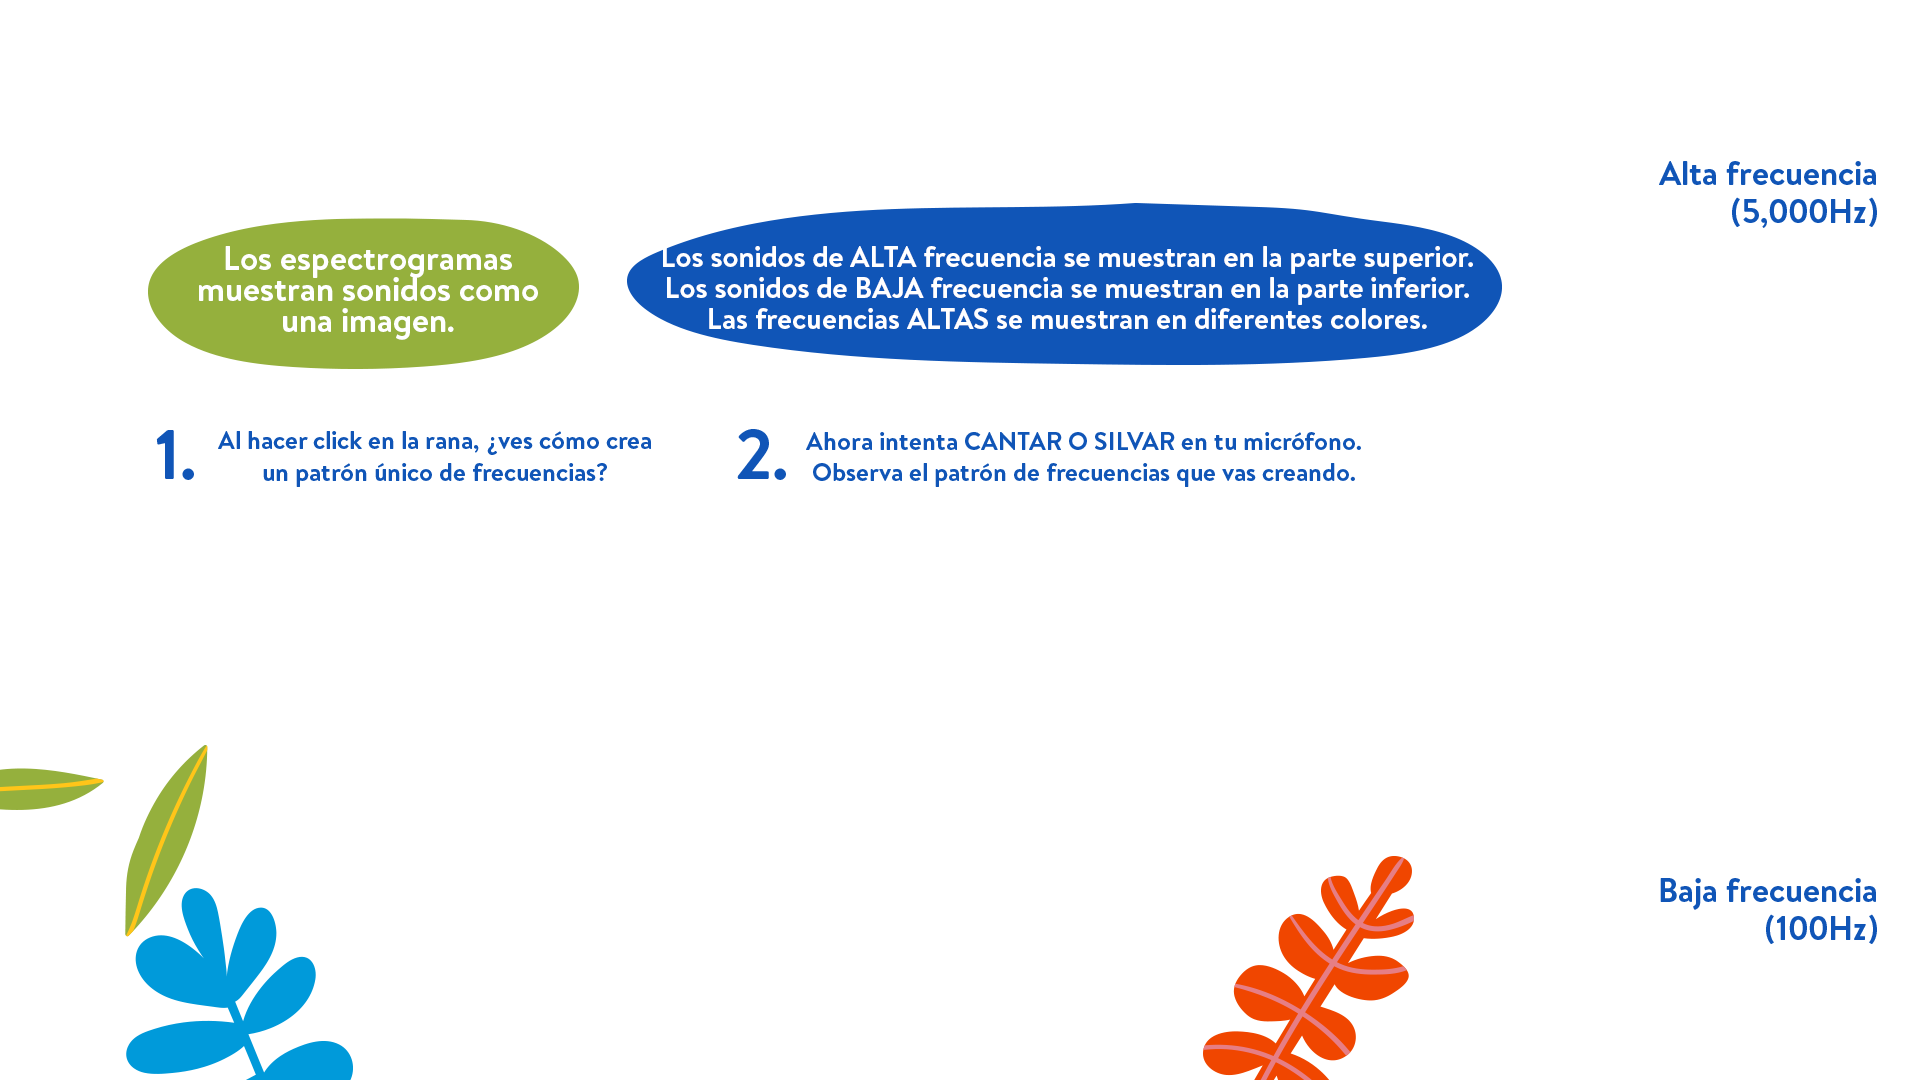 Alta frecuencia
(5,000Hz)
Los espectrogramas
muestran sonidos como
una imagen.
Los sonidos de ALTA frecuencia se muestran en la parte superior.
Los sonidos de BAJA frecuencia se muestran en la parte inferior.
Las frecuencias ALTAS se muestran en diferentes colores.
1.
Al hacer click en la rana, ¿ves cómo crea
un patrón único de frecuencias?
2.
Ahora intenta CANTAR O SILVAR en tu micrófono.
Observa el patrón de frecuencias que vas creando.
Baja frecuencia
(100Hz)